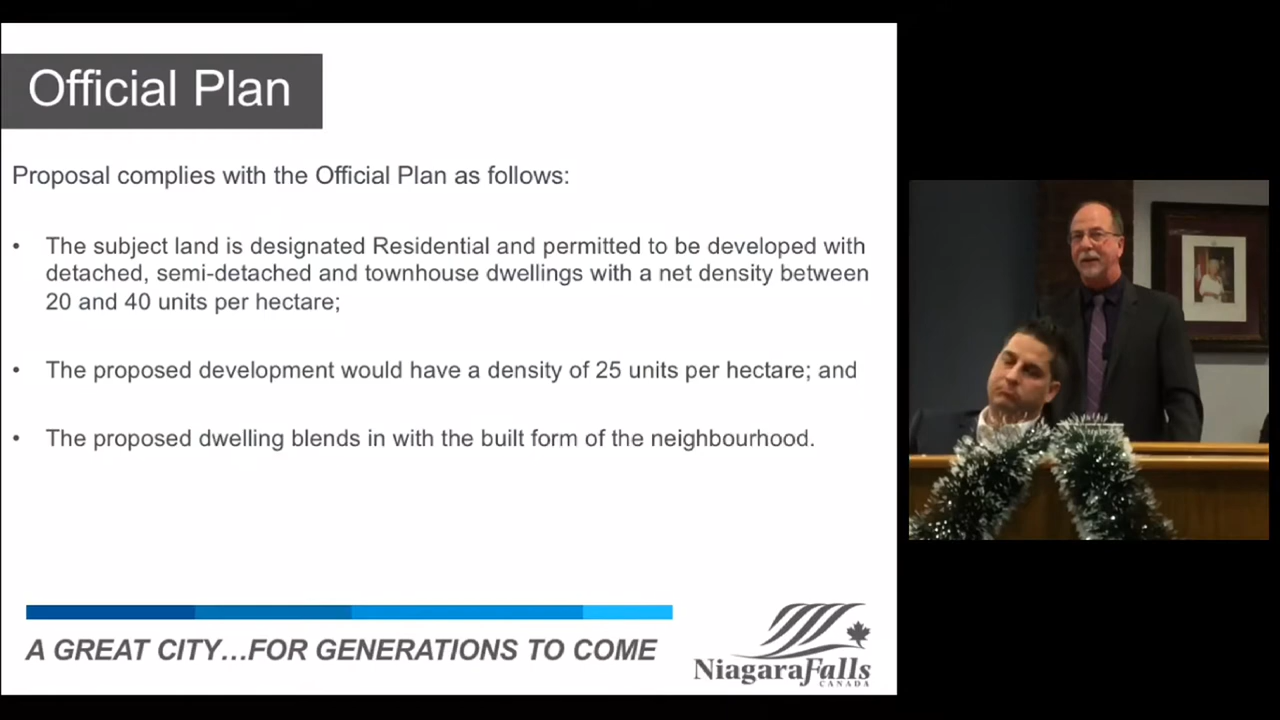 Official Plan
Proposal complies with the Official Plan as follows:
• The subject land is designated Residential and permitted to be developed with
detached, semi-detached and townhouse dwellings with a net density between
20 and 40 units per hectare;
• The proposed development would have a density of 25 units per hectare; and
• The proposed dwelling blends in with the built form of the neighbourhood.
A GREAT CITY...FOR GENERATIONS TO COME
NiagaraFalls
CANADA